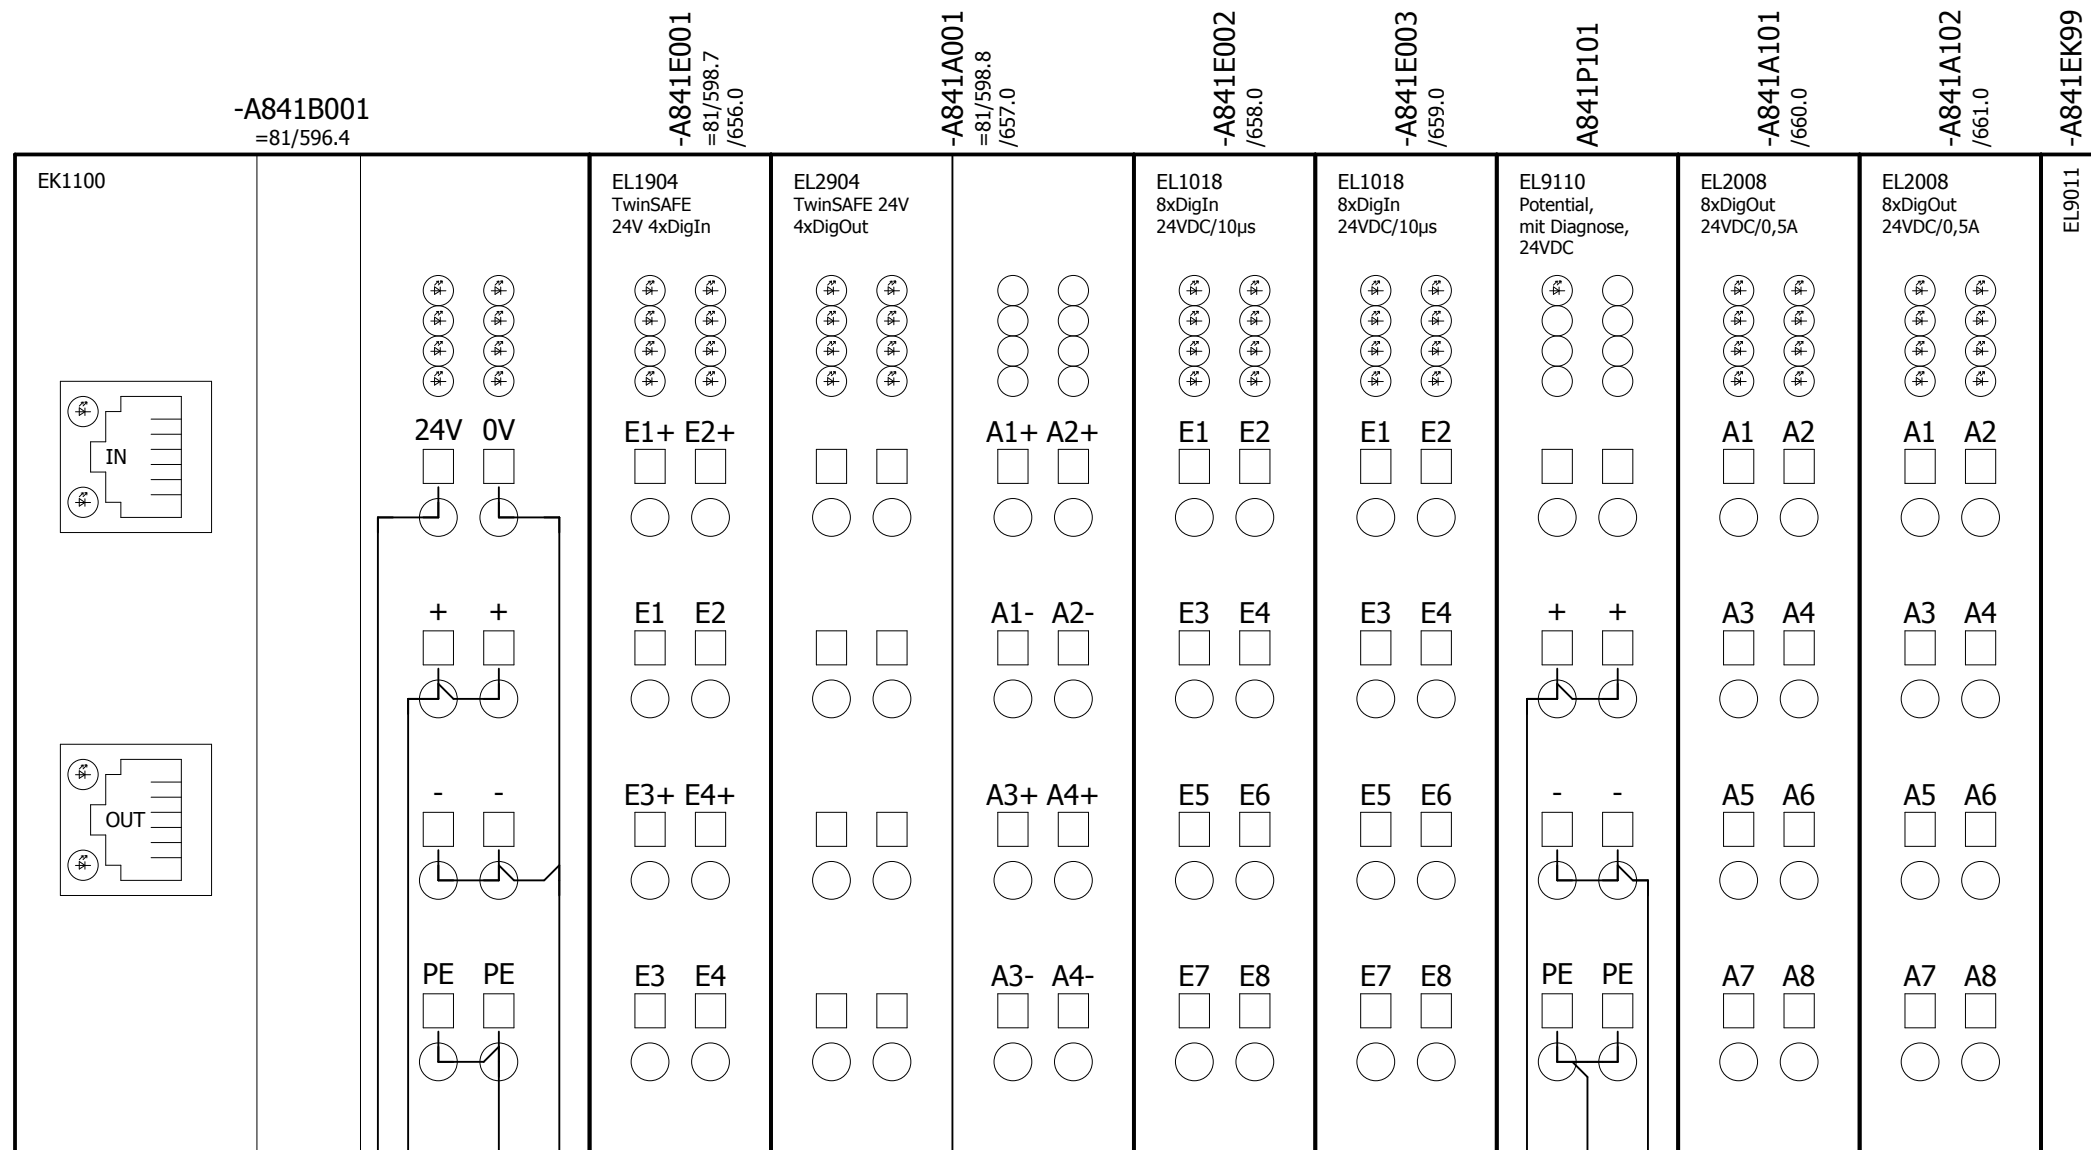 -A841B001
=81/596.4
-A841E001
=81/598.7
/656.0
-A841A001
=81/598.8
/657.0
-A841E002
/658.0
-A841E003
/659.0
A841P101
-A841A101
/660.0
-A841A102
/661.0
-A841EK99
EK1100
EL1904
TwinSAFE
24V 4xDigIn
EL2904
TwinSAFE 24V
4xDigOut
EL1018
8xDigIn
24VDC/10µs
EL1018
8xDigIn
24VDC/10µs
EL9110
Potential,
mit Diagnose,
24VDC
EL2008
8xDigOut
24VDC/0,5A
EL2008
8xDigOut
24VDC/0,5A
EL9011
24V 0V E1+ E2+ A1+ A2+ E1 E2 E1 E2 A1 A2 A1 A2
IN
+ + E1 E2 A1- A2- E3 E4 E3 E4 + + A3 A4 A3 A4
- - E3+ E4+ A3+ A4+ E5 E6 E5 E6 - - A5 A6 A5 A6
OUT
PE PE E3 E4 A3- A4- E7 E8 E7 E8 PE PE A7 A8 A7 A8